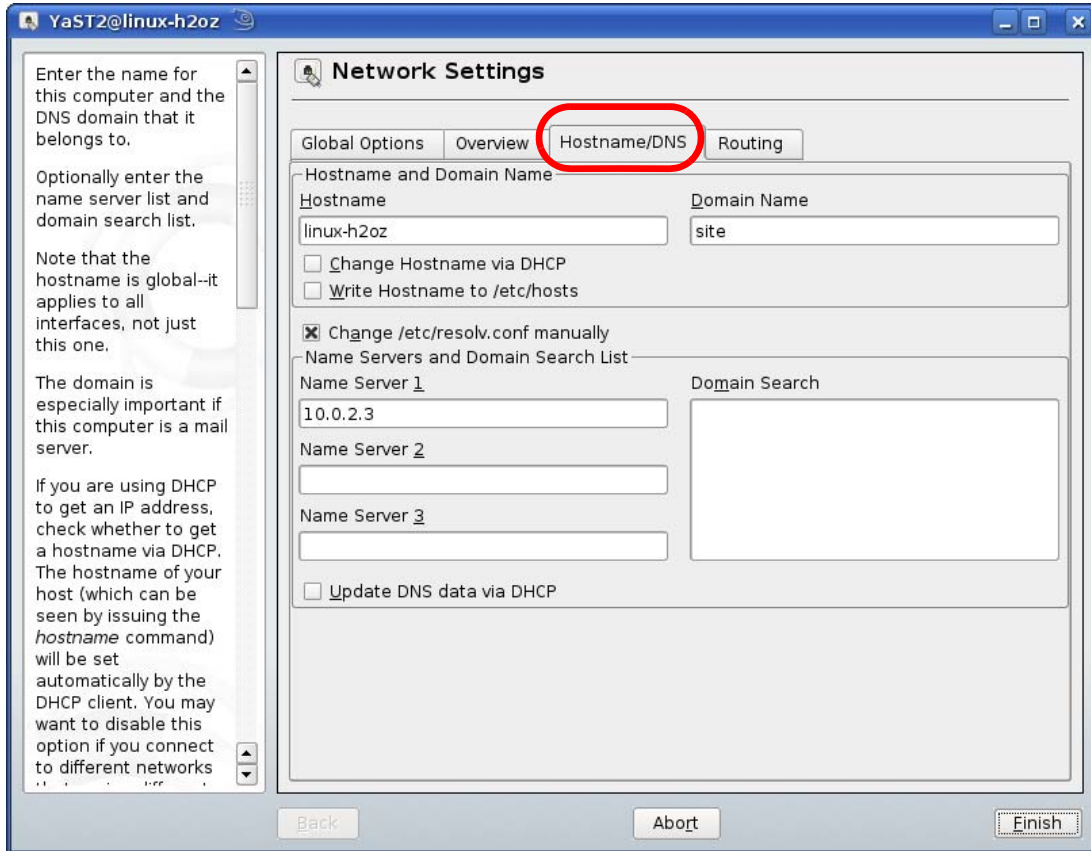 YaST2@linux-h2oz
Enter the name for
this computer and the
DNS domain that it
belongs to.
Optionally enter the
name server list and
domain search list.
Note that the
hostname is global--it
applies to all
interfaces, not just
this one.
The domain is
especially important if
this computer is a mail
server.
If you are using DHCP
to get an IP address,
check whether to get
a hostname via DHCP.
The hostname of your
host (which can be
seen by issuing the
hostname command)
will be set
automatically by the
DHCP client. You may
want to disable this
option if you connect
to different networks
Network Settings
Global Options Overview Hostname/DNS Routing
Hostname and Domain Name
Hostname Domain Name
linux-h2oz site
Change Hostname via DHCP
Write Hostname to /etc/hosts
Change /etc/resolv.conf manually
Name Servers and Domain Search List
Name Server 1 Domain Search
10.0.2.3
Name Server 2
Name Server 3
Update DNS data via DHCP
Back Abort Finish